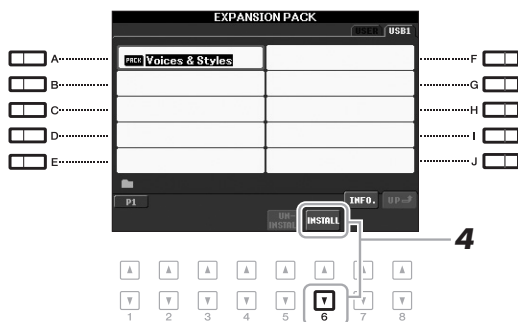 EXPANSION PACK
USER USB1
A
PACK Voices & Styles
F
B
G
C
H
D
I
E
J
P1
INFO. UP
UN-
INSTALL
INSTALL
4
1 2 3 4 5 6 7 8